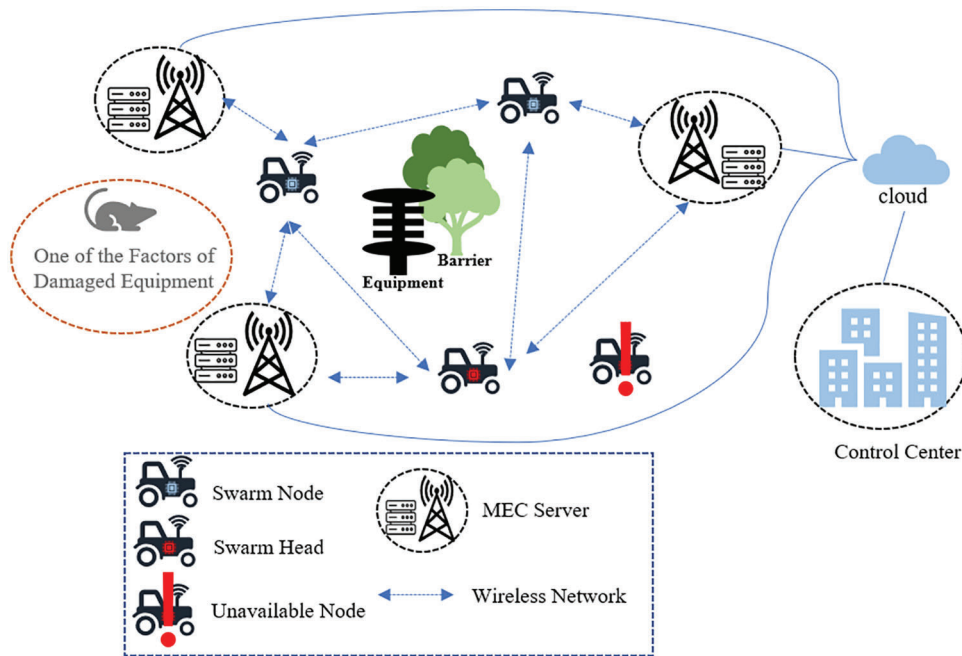 cloud
One of the Factors of
Damaged Equipment
Barrier
Equipment
Control Center
Swarm Node
MEC Server
Swarm Head
Unavailable Node
Wireless Network